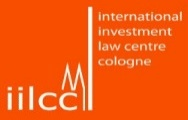 international
investment
law centre
cologne
iilcc